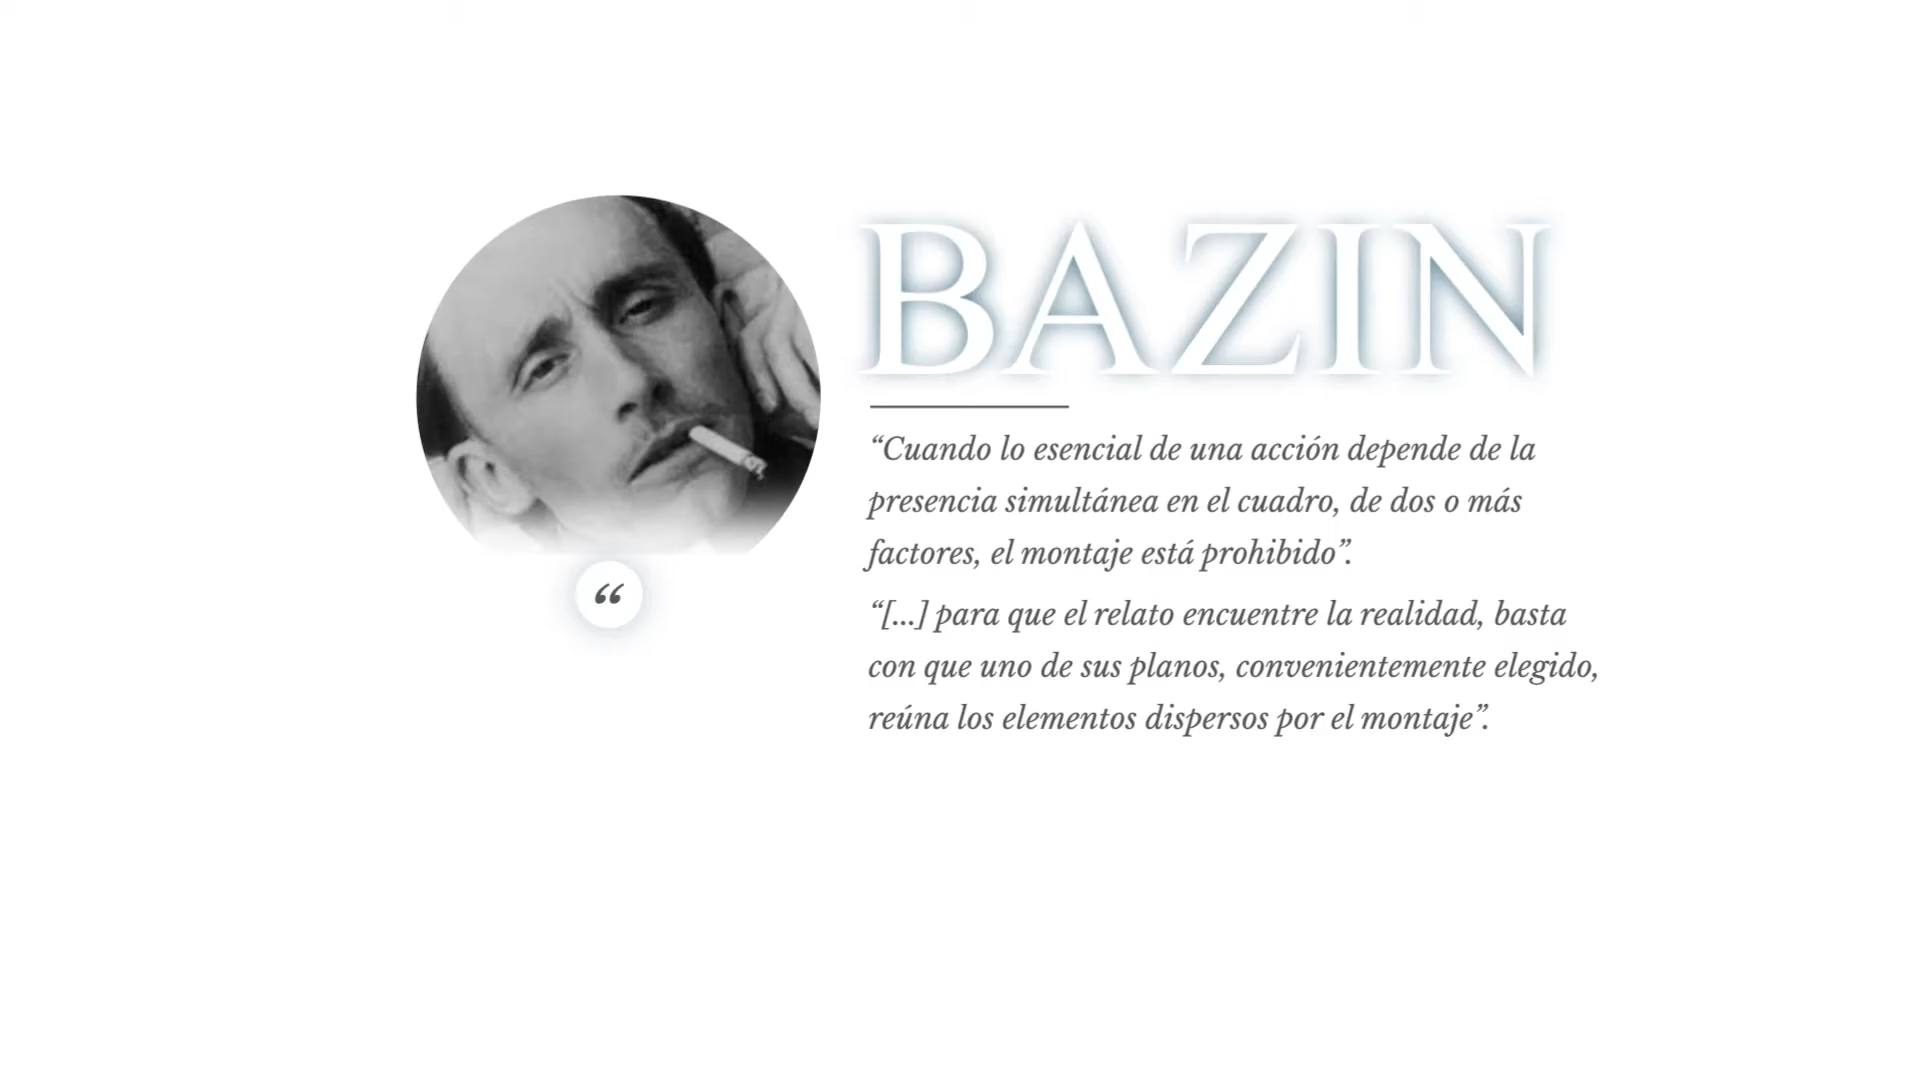 BAZIN
“Cuando lo esencial de una acción depende de la
presencia simultánea en el cuadro, de dos o más
factores, el montaje está prohibido”.
“[...] para que el relato encuentre la realidad, basta
con que uno de sus planos, convenientemente elegido,
reúna los elementos dispersos por el montaje”.